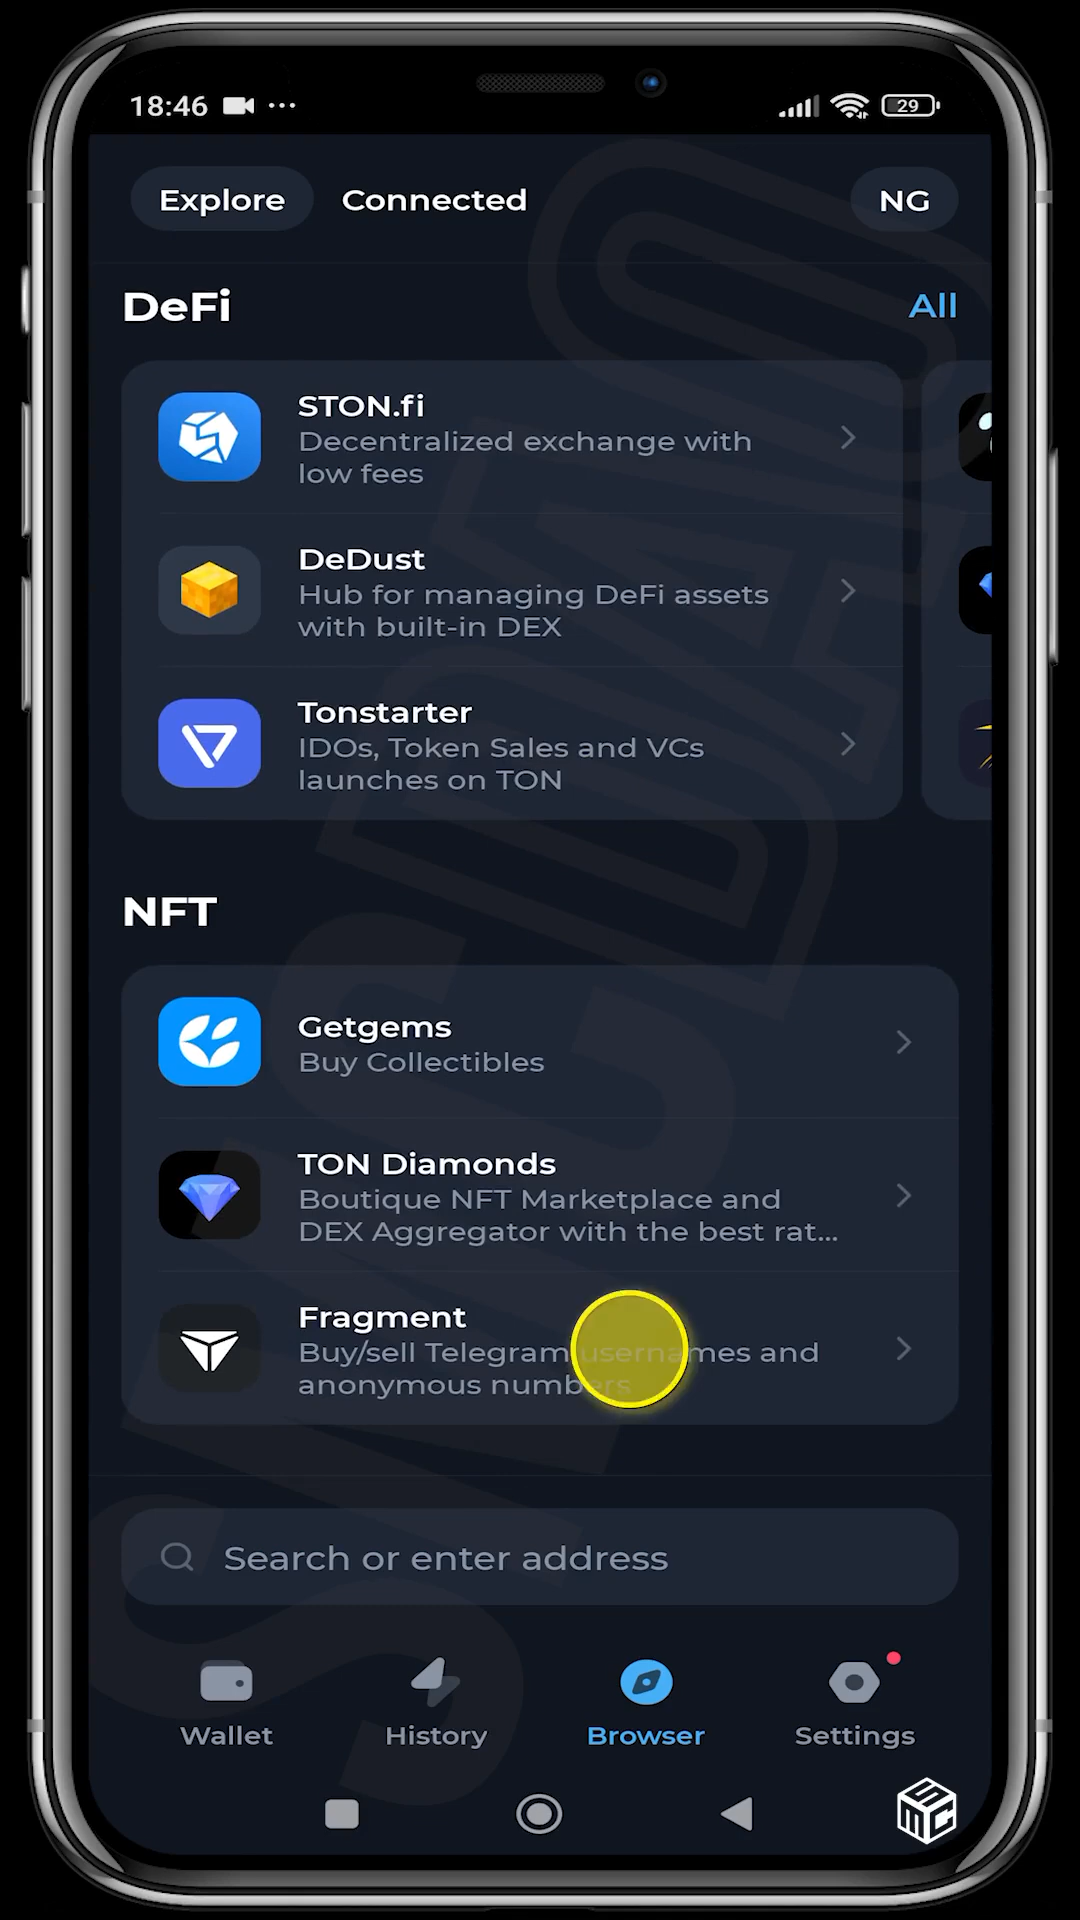 18:46
29
Explore
Connected
NG
DeFi
All
STON.fi
Decentralized exchange with
low fees
DeDust
Hub for managing DeFi assets
with built-in DEX
Tonstarter
IDOs, Token Sales and VCs
launches on TON
NFT
Getgems
Buy Collectibles
TON Diamonds
Boutique NFT Marketplace and
DEX Aggregator with the best rat...
Fragment
Buy/sell Telegram usernames and
anonymous numbers
Search or enter address
Wallet
History
Browser
Settings